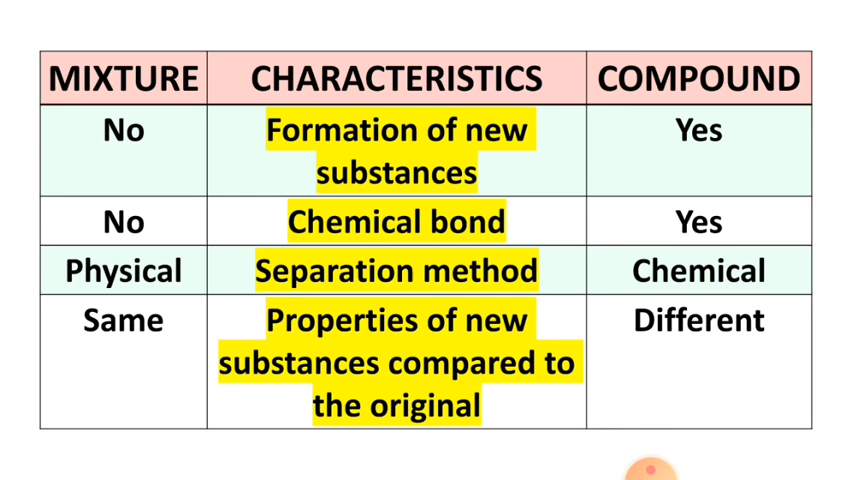 MIXTURE CHARACTERISTICS COMPOUND
No Formation of new Yes
substances
No Chemical bond Yes
Physical Separation method Chemical
Same Properties of new Different
substances compared to
the original